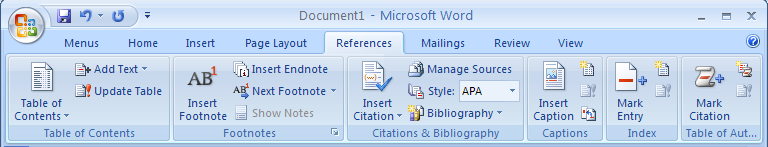 Document1 - Microsoft Word
Menus Home Insert Page Layout References Mailings Review View
Table of Contents
Add Text
Update Table
Table of Contents
AB1
Insert Footnote
Insert Endnote
Next Footnote
Show Notes
Footnotes
Insert Citation
Manage Sources
Style: APA
Bibliography
Citations & Bibliography
Insert Caption
Captions
Mark Entry
Index
Mark Citation
Table of Aut...